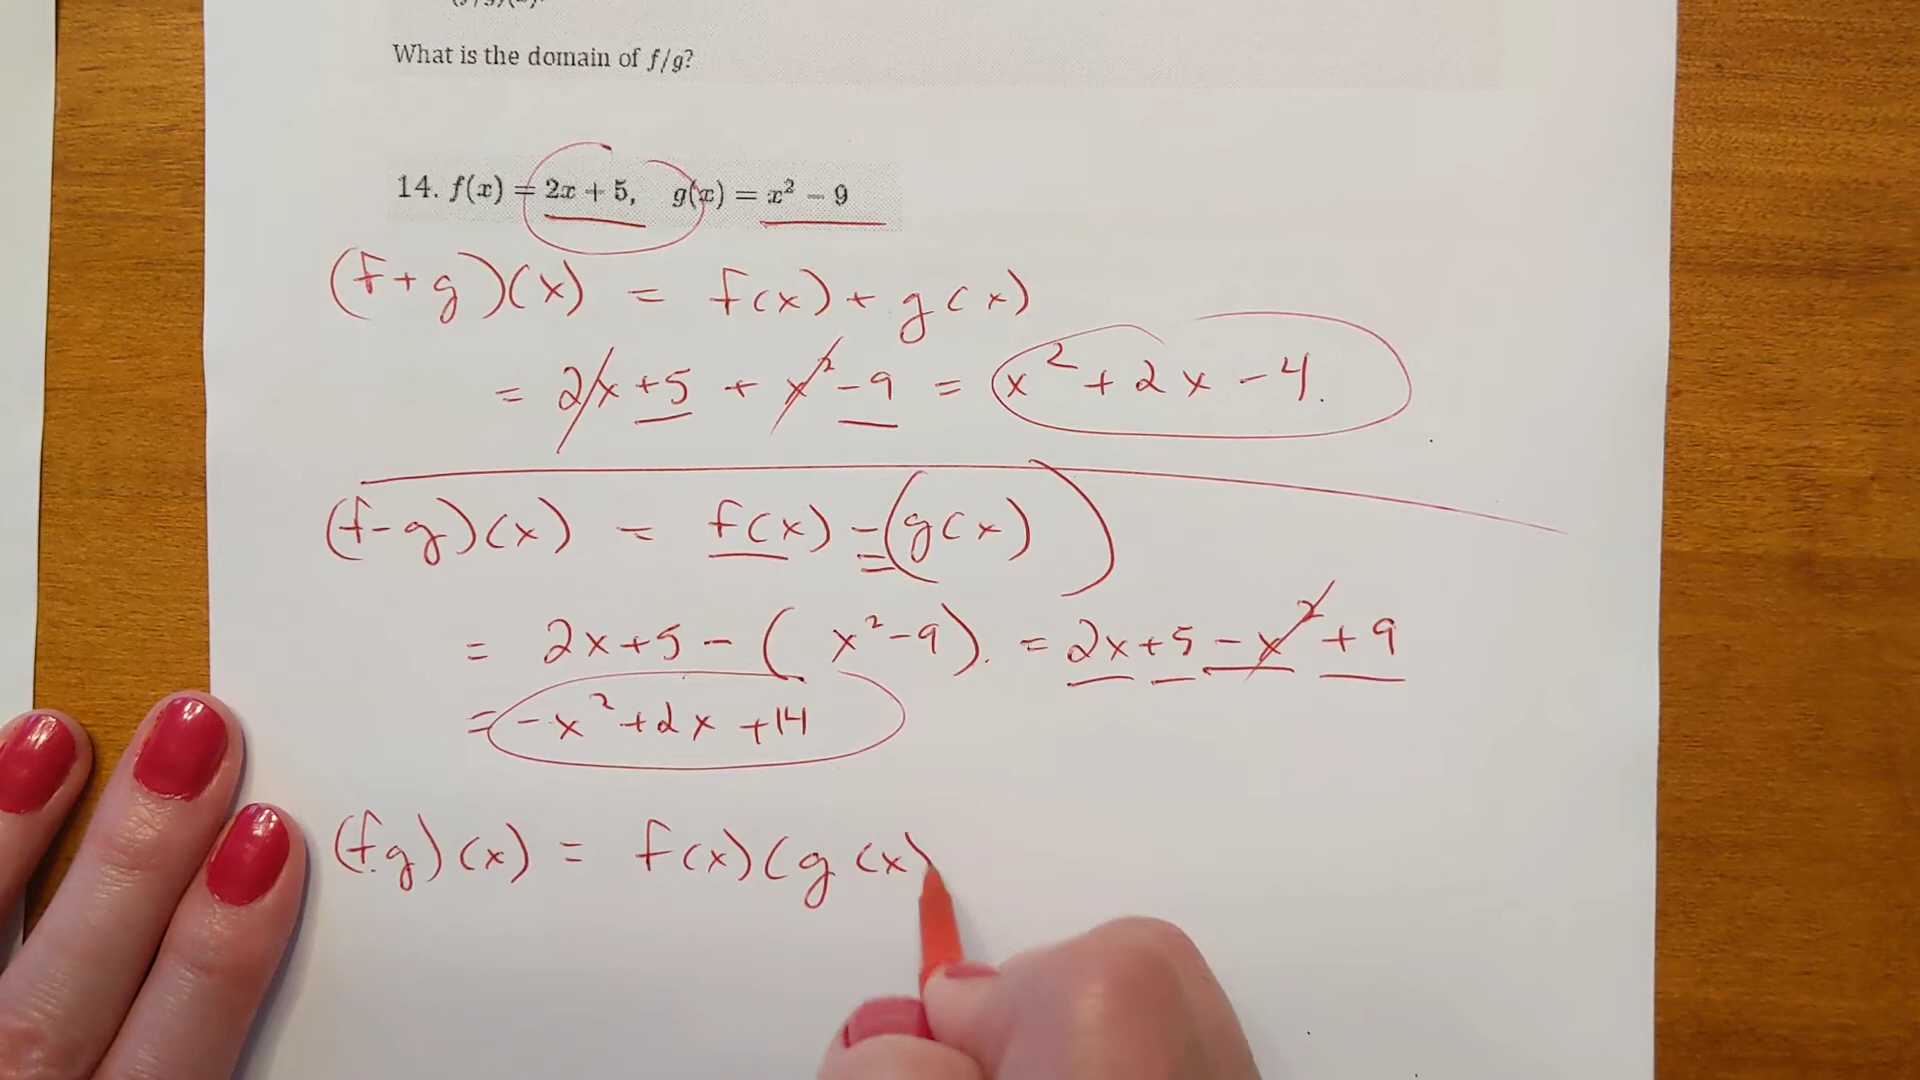 What is the domain of f/g?
14. f(x) = 2x + 5, g(x) = x² − 9
(f+g)(x) = f(x) + g(x)
= 2x +5 + x² -9 = x² + 2x - 4.
(f-g)(x) = f(x) - (g(x))
= 2x+5 - (x²-9). = 2x+5 -x² +9
= -x² +2x +14
(f.g)(x) = f(x)(g(x)